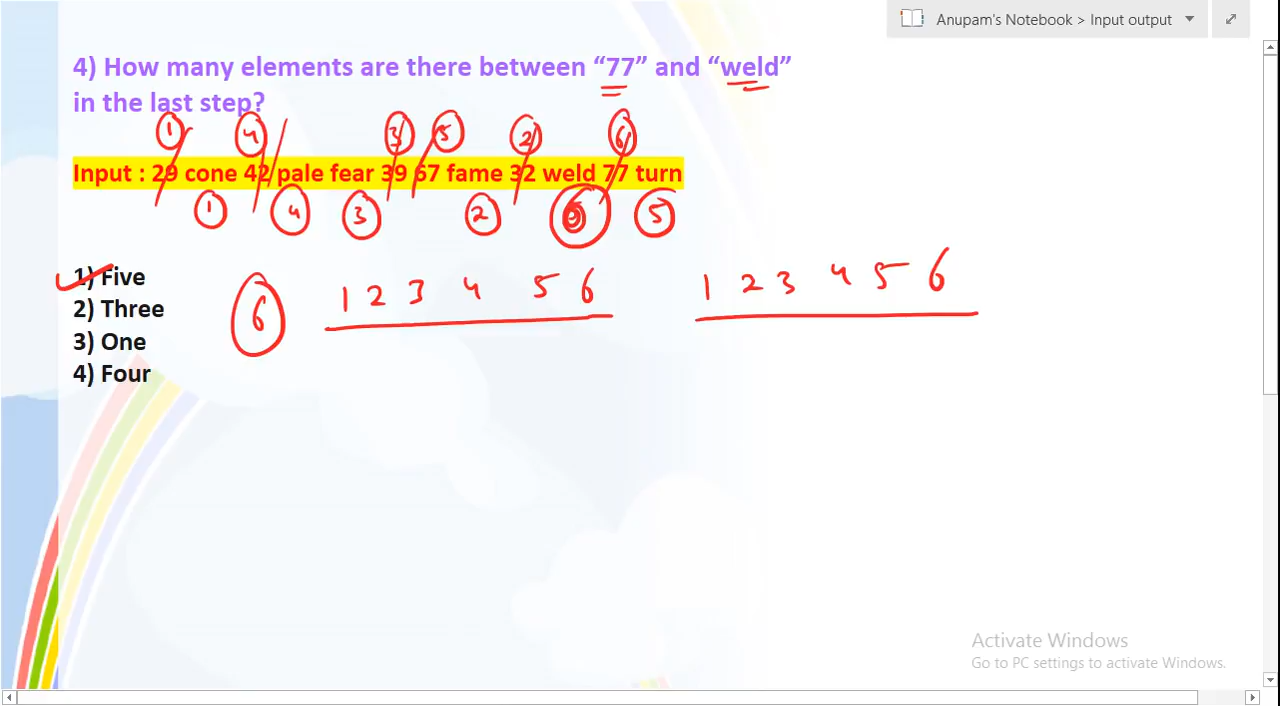 Anupam's Notebook > Input output
4) How many elements are there between “77” and “weld”
in the last step?
1 4 3 5 2 6
Input : 29 cone 42 pale fear 39 67 fame 32 weld 77 turn
1 4 3 2 6 5
1) Five
2) Three
3) One
4) Four
6 1 2 3 4 5 6 1 2 3 4 5 6
Activate Windows
Go to PC settings to activate Windows.